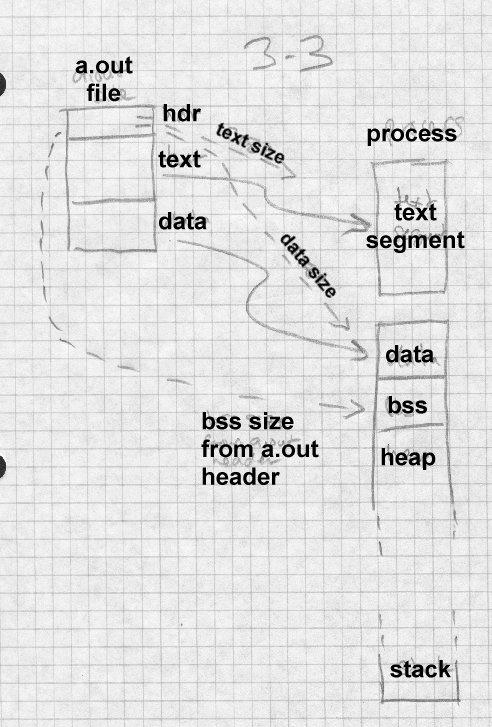 3-3
a.out
file
hdr
text size
process
text
text
segment
data
data size
data
bss
bss size
from a.out
header
heap
stack